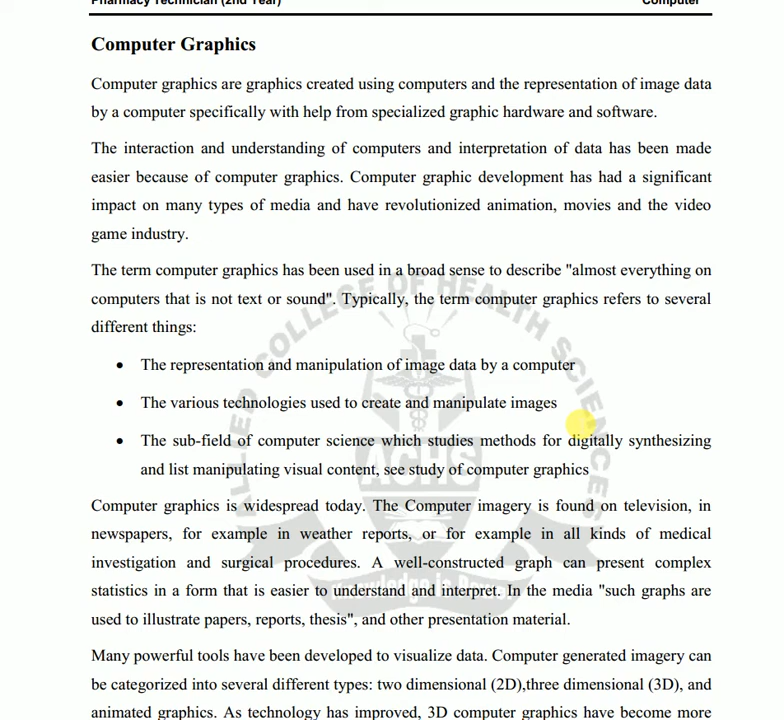 Pharmacy Technician (2nd Year) Computer
Computer Graphics
Computer graphics are graphics created using computers and the representation of image data
by a computer specifically with help from specialized graphic hardware and software.
The interaction and understanding of computers and interpretation of data has been made
easier because of computer graphics. Computer graphic development has had a significant
impact on many types of media and have revolutionized animation, movies and the video
game industry.
The term computer graphics has been used in a broad sense to describe "almost everything on
computers that is not text or sound". Typically, the term computer graphics refers to several
different things:
• The representation and manipulation of image data by a computer
• The various technologies used to create and manipulate images
• The sub-field of computer science which studies methods for digitally synthesizing
and list manipulating visual content, see study of computer graphics
Computer graphics is widespread today. The Computer imagery is found on television, in
newspapers, for example in weather reports, or for example in all kinds of medical
investigation and surgical procedures. A well-constructed graph can present complex
statistics in a form that is easier to understand and interpret. In the media "such graphs are
used to illustrate papers, reports, thesis", and other presentation material.
Many powerful tools have been developed to visualize data. Computer generated imagery can
be categorized into several different types: two dimensional (2D),three dimensional (3D), and
animated graphics. As technology has improved, 3D computer graphics have become more
ALLIED COLLEGE OF HEALTH SCIENCES
ACHS
Knowledge is